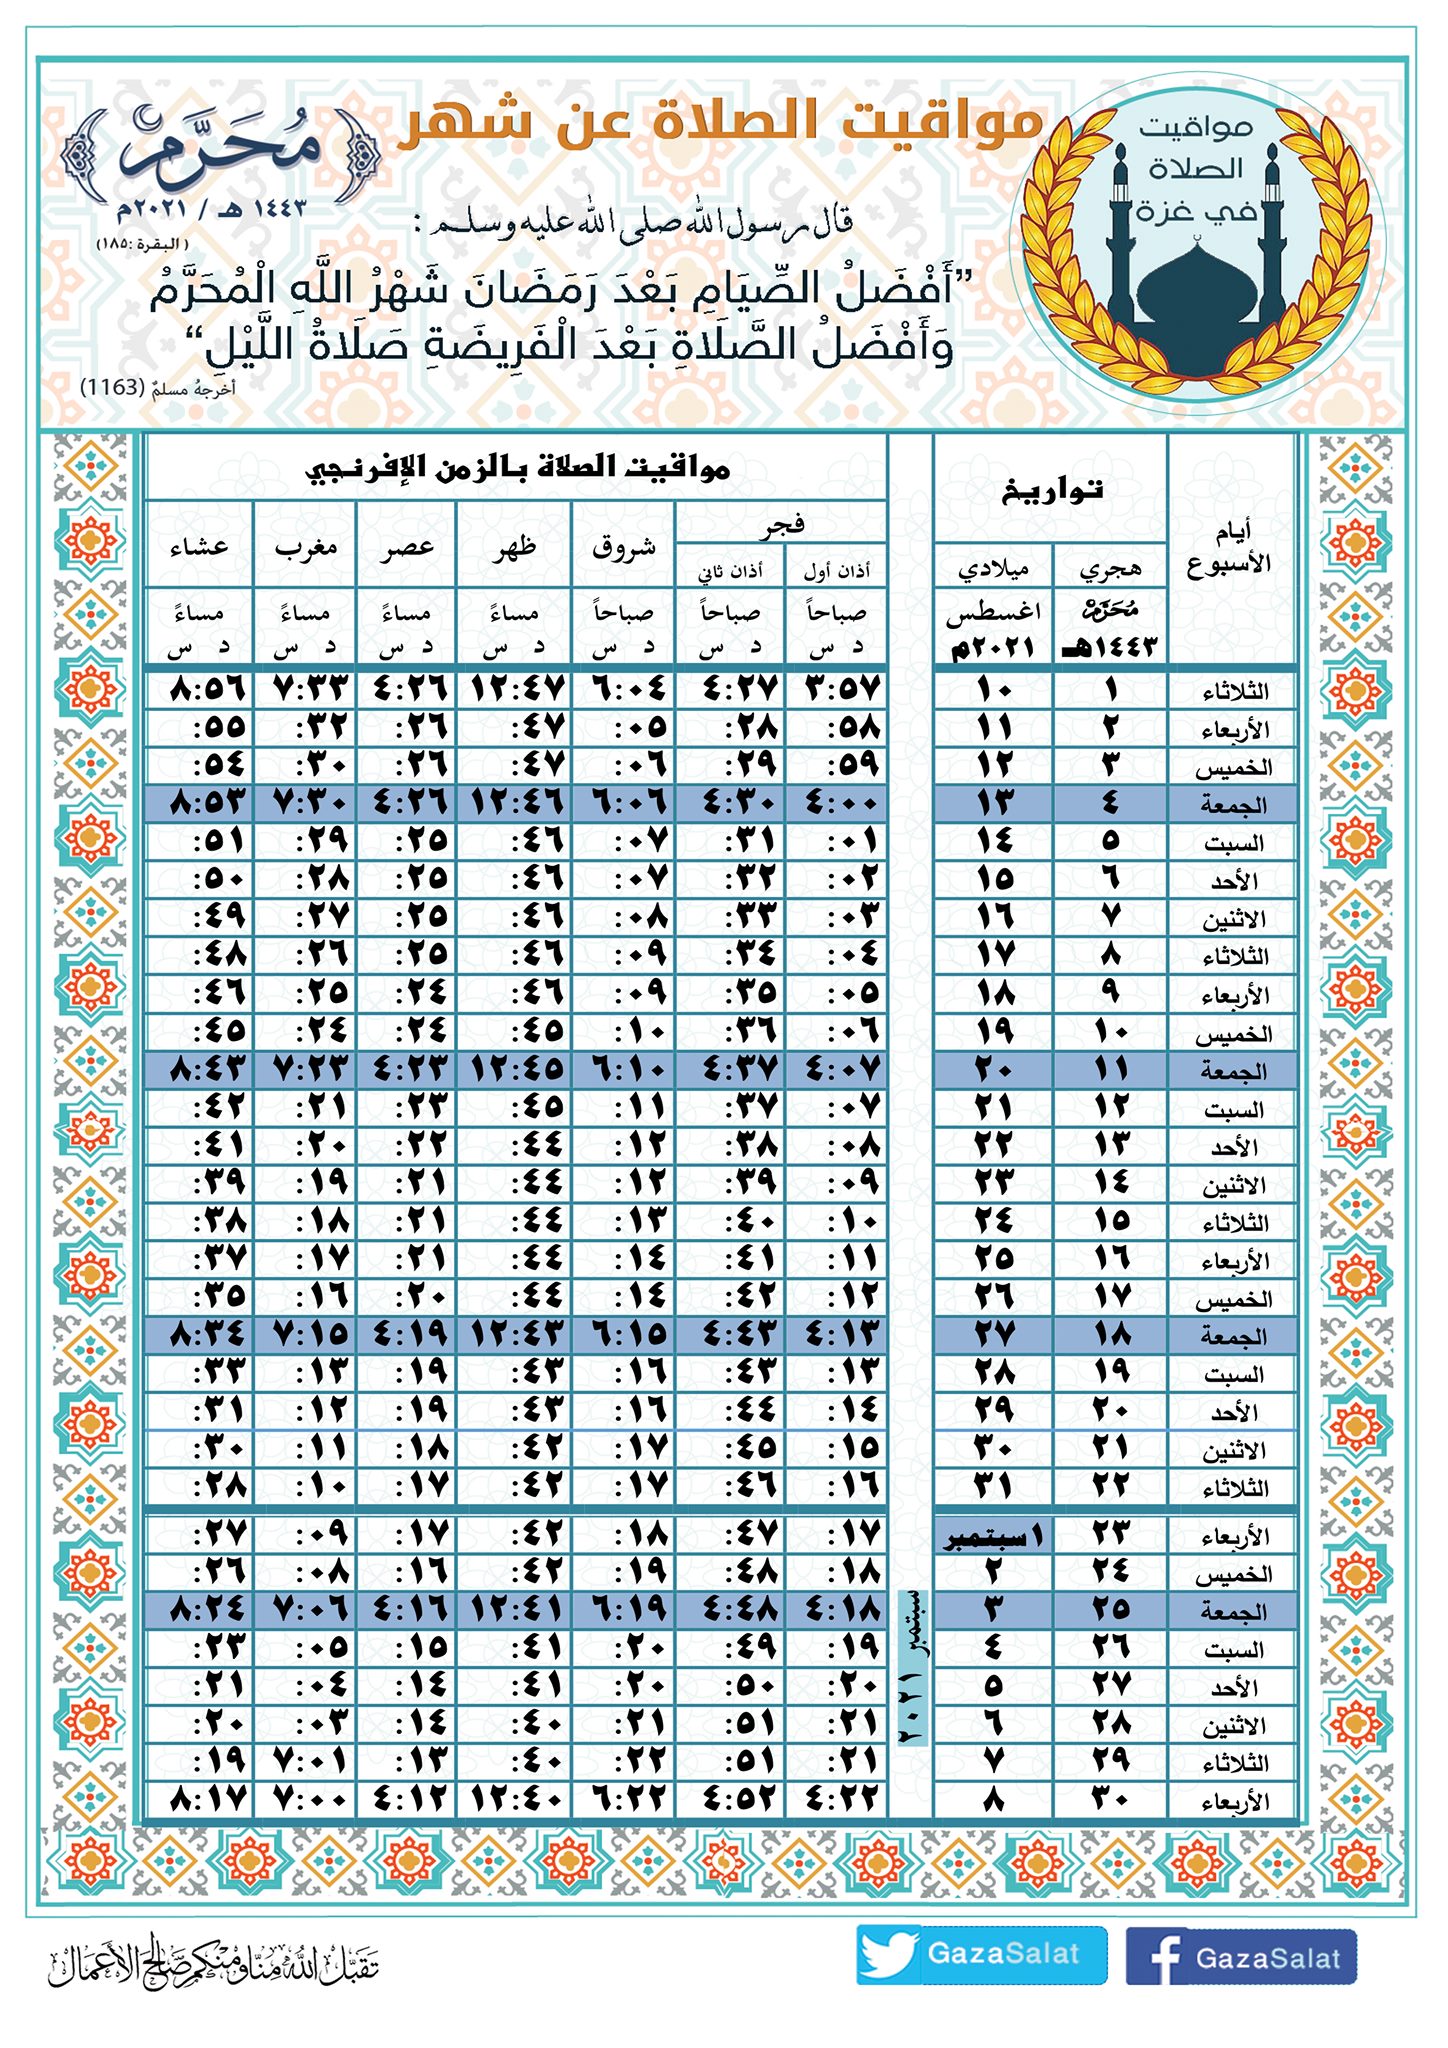 مواقيت الصلاة عن شهر
مُحَرَّمْ
١٤٤٣ هـ / ٢٠٢١م
مواقيت
الصلاة
في غزة
قال رسول الله صلى الله عليه وسلم :
(البقرة :١٨٥)
”أَفْضَلُ الصِّيَامِ بَعْدَ رَمَضَانَ شَهْرُ اللَّهِ الْمُحَرَّمُ
وَأَفْضَلُ الصَّلَاةِ بَعْدَ الْفَرِيضَةِ صَلَاةُ اللَّيْلِ“
أخرجهُ مسلمٌ (1163)
أيام الأسبوع تواريخ مواقيت الصلاة بالزمن الإفرنجي
هجري ميلادي فجر شروق ظهر عصر مغرب عشاء
أذان أول أذان ثاني
مُحَرَّمْ اغسطس صباحاً صباحاً صباحاً مساءً مساءً مساءً مساءً
١٤٤٣هـ ٢٠٢١م د س د س د س د س د س د س د س
الثلاثاء ١ ١٠ ٣:٥٧ ٤:٢٧ ٦:٠٤ ١٢:٤٧ ٤:٢٦ ٧:٣٣ ٨:٥٦
الأربعاء ٢ ١١ :٥٨ :٢٨ :٠٥ :٤٧ :٢٦ :٣٢ :٥٥
الخميس ٣ ١٢ :٥٩ :٢٩ :٠٦ :٤٧ :٢٦ :٣٠ :٥٤
الجمعة ٤ ١٣ ٤:٠٠ ٤:٣٠ ٦:٠٦ ١٢:٤٦ ٤:٢٦ ٧:٣٠ ٨:٥٣
السبت ٥ ١٤ :٠١ :٣١ :٠٧ :٤٦ :٢٥ :٢٩ :٥١
الأحد ٦ ١٥ :٠٢ :٣٢ :٠٧ :٤٦ :٢٥ :٢٨ :٥٠
الاثنين ٧ ١٦ :٠٣ :٣٣ :٠٨ :٤٦ :٢٥ :٢٧ :٤٩
الثلاثاء ٨ ١٧ :٠٤ :٣٤ :٠٩ :٤٦ :٢٥ :٢٦ :٤٨
الأربعاء ٩ ١٨ :٠٥ :٣٥ :٠٩ :٤٦ :٢٤ :٢٥ :٤٦
الخميس ١٠ ١٩ :٠٦ :٣٦ :١٠ :٤٥ :٢٤ :٢٤ :٤٥
الجمعة ١١ ٢٠ ٤:٠٧ ٤:٣٧ ٦:١٠ ١٢:٤٥ ٤:٢٣ ٧:٢٣ ٨:٤٣
السبت ١٢ ٢١ :٠٧ :٣٧ :١١ :٤٥ :٢٣ :٢١ :٤٢
الأحد ١٣ ٢٢ :٠٨ :٣٨ :١٢ :٤٤ :٢٢ :٢٠ :٤١
الاثنين ١٤ ٢٣ :٠٩ :٣٩ :١٢ :٤٤ :٢١ :١٩ :٣٩
الثلاثاء ١٥ ٢٤ :١٠ :٤٠ :١٣ :٤٤ :٢١ :١٨ :٣٨
الأربعاء ١٦ ٢٥ :١١ :٤١ :١٤ :٤٤ :٢١ :١٧ :٣٧
الخميس ١٧ ٢٦ :١٢ :٤٢ :١٤ :٤٤ :٢٠ :١٦ :٣٥
الجمعة ١٨ ٢٧ ٤:١٣ ٤:٤٣ ٦:١٥ ١٢:٤٣ ٤:١٩ ٧:١٥ ٨:٣٤
السبت ١٩ ٢٨ :١٣ :٤٣ :١٦ :٤٣ :١٩ :١٣ :٣٣
الأحد ٢٠ ٢٩ :١٤ :٤٤ :١٦ :٤٣ :١٩ :١٢ :٣١
الاثنين ٢١ ٣٠ :١٥ :٤٥ :١٧ :٤٢ :١٨ :١١ :٣٠
الثلاثاء ٢٢ ٣١ :١٦ :٤٦ :١٧ :٤٢ :١٧ :١٠ :٢٨
الأربعاء ٢٣ ١سبتمبر :١٧ :٤٧ :١٨ :٤٢ :١٧ :٠٩ :٢٧
الخميس ٢٤ ٢ :١٨ :٤٨ :١٩ :٤٢ :١٦ :٠٨ :٢٦
الجمعة ٢٥ ٣ ٤:١٨ ٤:٤٨ ٦:١٩ ١٢:٤١ ٤:١٦ ٧:٠٦ ٨:٢٤
السبت ٢٦ ٤ :١٩ :٤٩ :٢٠ :٤١ :١٥ :٠٥ :٢٣
الأحد ٢٧ ٥ :٢٠ :٥٠ :٢٠ :٤١ :١٤ :٠٤ :٢١
الاثنين ٢٨ ٦ :٢١ :٥١ :٢١ :٤٠ :١٤ :٠٣ :٢٠
الثلاثاء ٢٩ ٧ :٢١ :٥١ :٢٢ :٤٠ :١٣ ٧:٠١ :١٩
الأربعاء ٣٠ ٨ ٤:٢٢ ٤:٥٢ ٦:٢٢ ١٢:٤٠ ٤:١٢ ٧:٠٠ ٨:١٧
سبتمبر ٢٠٢١
GazaSalat
GazaSalat
تقبل الله منا ومنكم صالح الأعمال